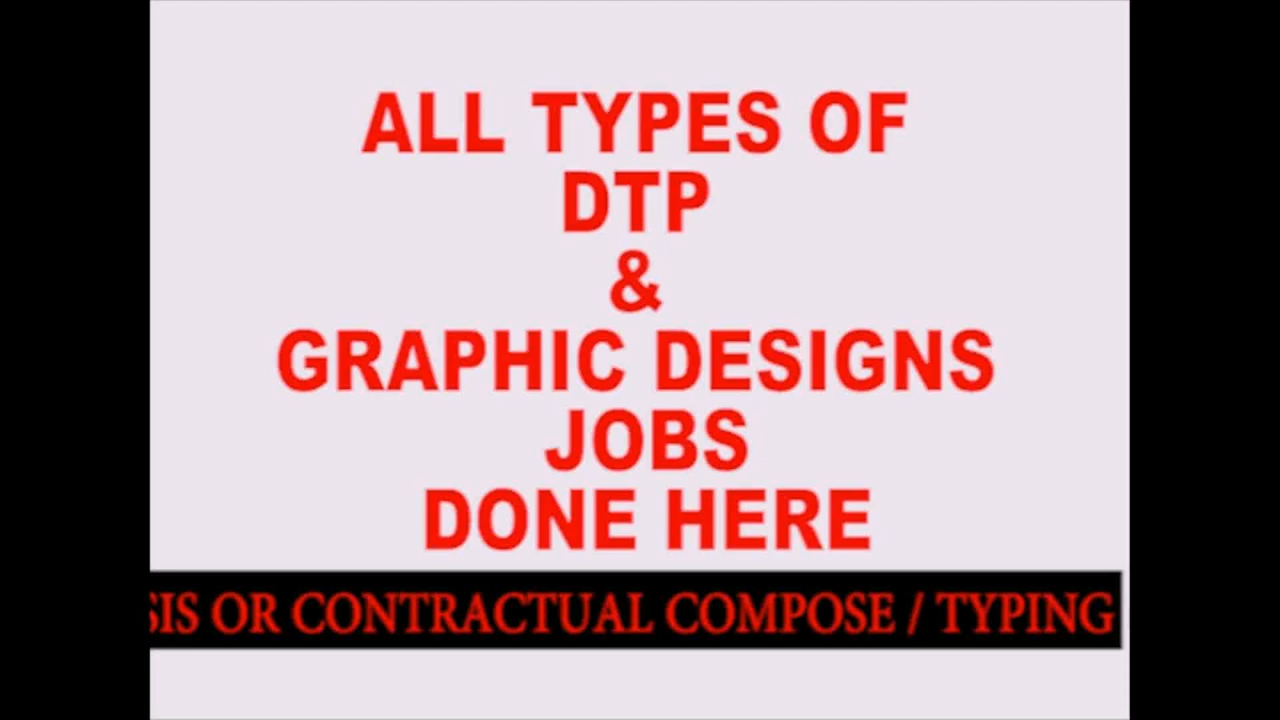 ALL TYPES OF
DTP
&
GRAPHIC DESIGNS
JOBS
DONE HERE
OR CONTRACTUAL COMPOSE / TYPING